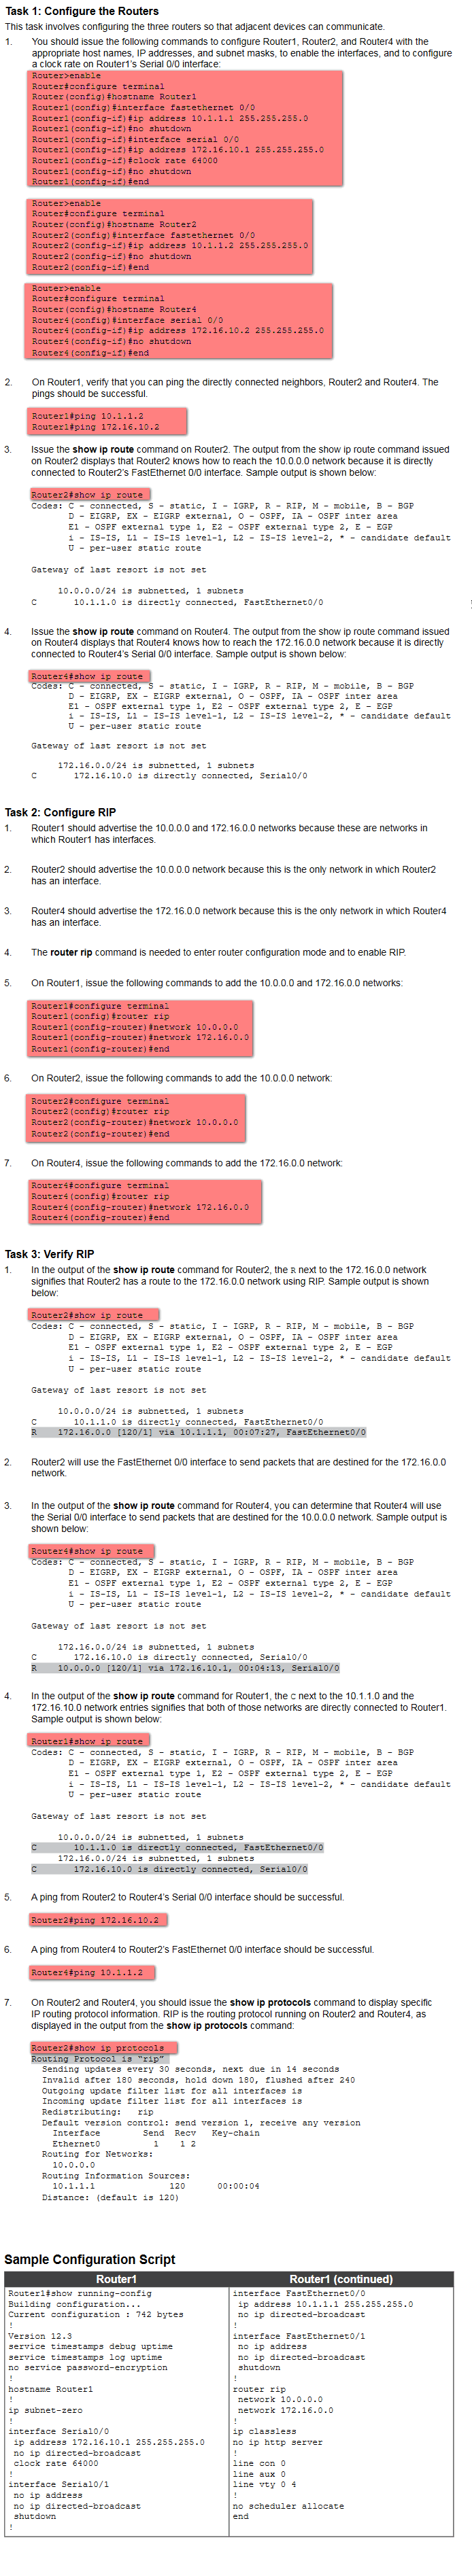 Task 1: Configure the Routers
This task involves configuring the three routers so that adjacent devices can communicate.
1. You should issue the following commands to configure Router1, Router2, and Router4 with the
appropriate host names, IP addresses, and subnet masks, to enable the interfaces, and to configure
a clock rate on Router1's Serial 0/0 interface:
Router>enable
Router#configure terminal
Router(config)#hostname Router1
Router1(config)#interface fastethernet 0/0
Router1(config-if)#ip address 10.1.1.1 255.255.255.0
Router1(config-if)#no shutdown
Router1(config-if)#interface serial 0/0
Router1(config-if)#ip address 172.16.10.1 255.255.255.0
Router1(config-if)#clock rate 64000
Router1(config-if)#no shutdown
Router1(config-if)#end
Router>enable
Router#configure terminal
Router(config)#hostname Router2
Router2(config)#interface fastethernet 0/0
Router2(config-if)#ip address 10.1.1.2 255.255.255.0
Router2(config-if)#no shutdown
Router2(config-if)#end
Router>enable
Router#configure terminal
Router(config)#hostname Router4
Router4(config)#interface serial 0/0
Router4(config-if)#ip address 172.16.10.2 255.255.255.0
Router4(config-if)#no shutdown
Router4(config-if)#end
2. On Router1, verify that you can ping the directly connected neighbors, Router2 and Router4. The
pings should be successful.
Router1#ping 10.1.1.2
Router1#ping 172.16.10.2
3. Issue the show ip route command on Router2. The output from the show ip route command issued
on Router2 displays that Router2 knows how to reach the 10.0.0.0 network because it is directly
connected to Router2's FastEthernet 0/0 interface. Sample output is shown below:
Router2#show ip route
Codes: C - connected, S - static, I - IGRP, R - RIP, M - mobile, B - BGP
D - EIGRP, EX - EIGRP external, O - OSPF, IA - OSPF inter area
E1 - OSPF external type 1, E2 - OSPF external type 2, E - EGP
i - IS-IS, L1 - IS-IS level-1, L2 - IS-IS level-2, * - candidate default
U - per-user static route
Gateway of last resort is not set
10.0.0.0/24 is subnetted, 1 subnets
C 10.1.1.0 is directly connected, FastEthernet0/0
4. Issue the show ip route command on Router4. The output from the show ip route command issued
on Router4 displays that Router4 knows how to reach the 172.16.0.0 network because it is directly
connected to Router4's Serial 0/0 interface. Sample output is shown below:
Router4#show ip route
Codes: C - connected, S - static, I - IGRP, R - RIP, M - mobile, B - BGP
D - EIGRP, EX - EIGRP external, O - OSPF, IA - OSPF inter area
E1 - OSPF external type 1, E2 - OSPF external type 2, E - EGP
i - IS-IS, L1 - IS-IS level-1, L2 - IS-IS level-2, * - candidate default
U - per-user static route
Gateway of last resort is not set
172.16.0.0/24 is subnetted, 1 subnets
C 172.16.10.0 is directly connected, Serial0/0
Task 2: Configure RIP
1. Router1 should advertise the 10.0.0.0 and 172.16.0.0 networks because these are networks in
which Router1 has interfaces.
2. Router2 should advertise the 10.0.0.0 network because this is the only network in which Router2
has an interface.
3. Router4 should advertise the 172.16.0.0 network because this is the only network in which Router4
has an interface.
4. The router rip command is needed to enter router configuration mode and to enable RIP.
5. On Router1, issue the following commands to add the 10.0.0.0 and 172.16.0.0 networks:
Router1#configure terminal
Router1(config)#router rip
Router1(config-router)#network 10.0.0.0
Router1(config-router)#network 172.16.0.0
Router1(config-router)#end
6. On Router2, issue the following commands to add the 10.0.0.0 network:
Router2#configure terminal
Router2(config)#router rip
Router2(config-router)#network 10.0.0.0
Router2(config-router)#end
7. On Router4, issue the following commands to add the 172.16.0.0 network:
Router4#configure terminal
Router4(config)#router rip
Router4(config-router)#network 172.16.0.0
Router4(config-router)#end
Task 3: Verify RIP
1. In the output of the show ip route command for Router2, the R next to the 172.16.0.0 network
signifies that Router2 has a route to the 172.16.0.0 network using RIP. Sample output is shown
below:
Router2#show ip route
Codes: C - connected, S - static, I - IGRP, R - RIP, M - mobile, B - BGP
D - EIGRP, EX - EIGRP external, O - OSPF, IA - OSPF inter area
E1 - OSPF external type 1, E2 - OSPF external type 2, E - EGP
i - IS-IS, L1 - IS-IS level-1, L2 - IS-IS level-2, * - candidate default
U - per-user static route
Gateway of last resort is not set
10.0.0.0/24 is subnetted, 1 subnets
C 10.1.1.0 is directly connected, FastEthernet0/0
R 172.16.0.0 [120/1] via 10.1.1.1, 00:07:27, FastEthernet0/0
2. Router2 will use the FastEthernet 0/0 interface to send packets that are destined for the 172.16.0.0
network.
3. In the output of the show ip route command for Router4, you can determine that Router4 will use
the Serial 0/0 interface to send packets that are destined for the 10.0.0.0 network. Sample output is
shown below:
Router4#show ip route
Codes: C - connected, S - static, I - IGRP, R - RIP, M - mobile, B - BGP
D - EIGRP, EX - EIGRP external, O - OSPF, IA - OSPF inter area
E1 - OSPF external type 1, E2 - OSPF external type 2, E - EGP
i - IS-IS, L1 - IS-IS level-1, L2 - IS-IS level-2, * - candidate default
U - per-user static route
Gateway of last resort is not set
172.16.0.0/24 is subnetted, 1 subnets
C 172.16.10.0 is directly connected, Serial0/0
R 10.0.0.0 [120/1] via 172.16.10.1, 00:04:13, Serial0/0
4. In the output of the show ip route command for Router1, the C next to the 10.1.1.0 and the
172.16.10.0 network entries signifies that both of those networks are directly connected to Router1.
Sample output is shown below:
Router1#show ip route
Codes: C - connected, S - static, I - IGRP, R - RIP, M - mobile, B - BGP
D - EIGRP, EX - EIGRP external, O - OSPF, IA - OSPF inter area
E1 - OSPF external type 1, E2 - OSPF external type 2, E - EGP
i - IS-IS, L1 - IS-IS level-1, L2 - IS-IS level-2, * - candidate default
U - per-user static route
Gateway of last resort is not set
10.0.0.0/24 is subnetted, 1 subnets
C 10.1.1.0 is directly connected, FastEthernet0/0
172.16.0.0/24 is subnetted, 1 subnets
C 172.16.10.0 is directly connected, Serial0/0
5. A ping from Router2 to Router4's Serial 0/0 interface should be successful.
Router2#ping 172.16.10.2
6. A ping from Router4 to Router2's FastEthernet 0/0 interface should be successful.
Router4#ping 10.1.1.2
7. On Router2 and Router4, you should issue the show ip protocols command to display specific
IP routing protocol information. RIP is the routing protocol running on Router2 and Router4, as
displayed in the output from the show ip protocols command:
Router2#show ip protocols
Routing Protocol is "rip"
Sending updates every 30 seconds, next due in 14 seconds
Invalid after 180 seconds, hold down 180, flushed after 240
Outgoing update filter list for all interfaces is
Incoming update filter list for all interfaces is
Redistributing: rip
Default version control: send version 1, receive any version
Interface Send Recv Key-chain
Ethernet0 1 1 2
Routing for Networks:
10.0.0.0
Routing Information Sources:
10.1.1.1 120 00:00:04
Distance: (default is 120)
Sample Configuration Script
Router1
Router1#show running-config
Building configuration...
Current configuration : 742 bytes
!
Version 12.3
service timestamps debug uptime
service timestamps log uptime
no service password-encryption
!
hostname Router1
!
ip subnet-zero
!
interface Serial0/0
ip address 172.16.10.1 255.255.255.0
no ip directed-broadcast
clock rate 64000
!
interface Serial0/1
no ip address
no ip directed-broadcast
shutdown
!
Router1 (continued)
interface FastEthernet0/0
ip address 10.1.1.1 255.255.255.0
no ip directed-broadcast
!
interface FastEthernet0/1
no ip address
no ip directed-broadcast
shutdown
!
router rip
network 10.0.0.0
network 172.16.0.0
!
ip classless
no ip http server
!
line con 0
line aux 0
line vty 0 4
!
no scheduler allocate
end